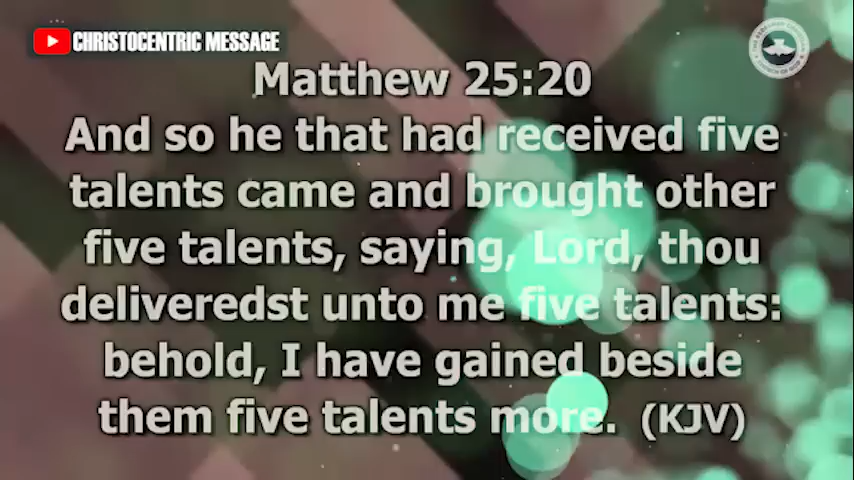 CHRISTOCENTRIC MESSAGE
Matthew 25:20
And so he that had received five
talents came and brought other
five talents, saying, Lord, thou
deliveredst unto me five talents:
behold, I have gained beside
them five talents more. (KJV)